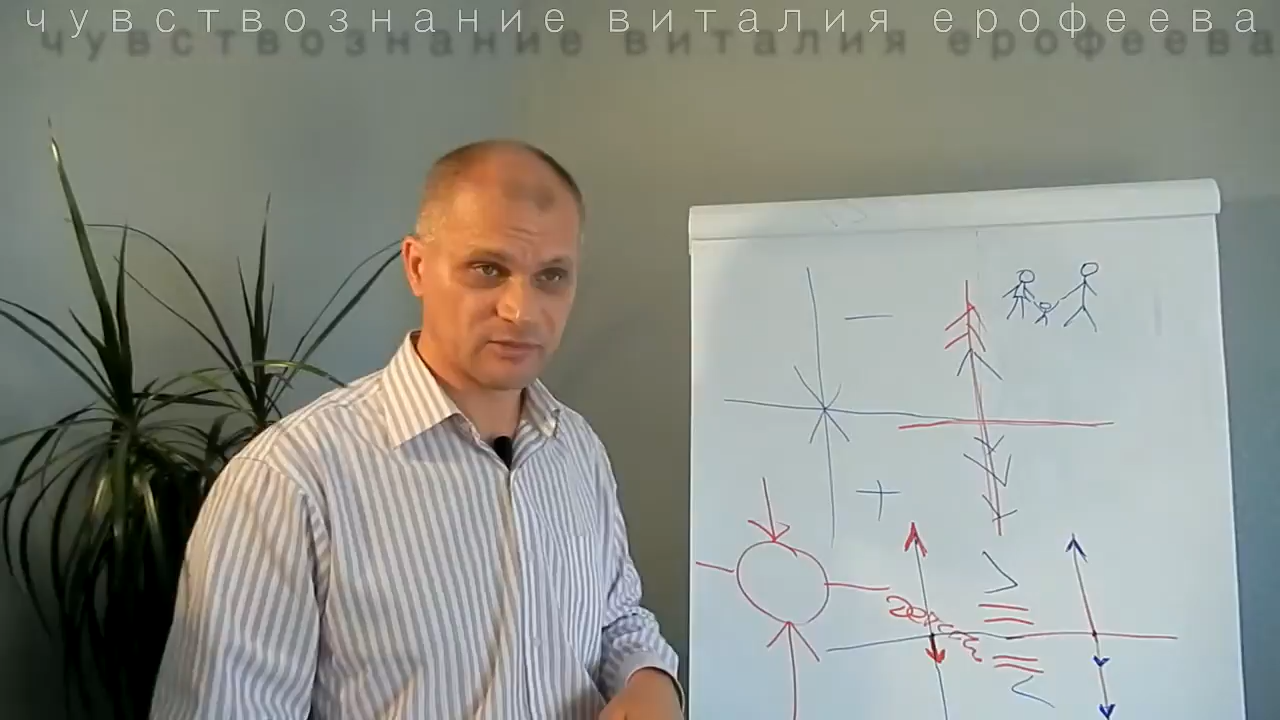 чувствознание виталия ерофеева
−
+
>
<